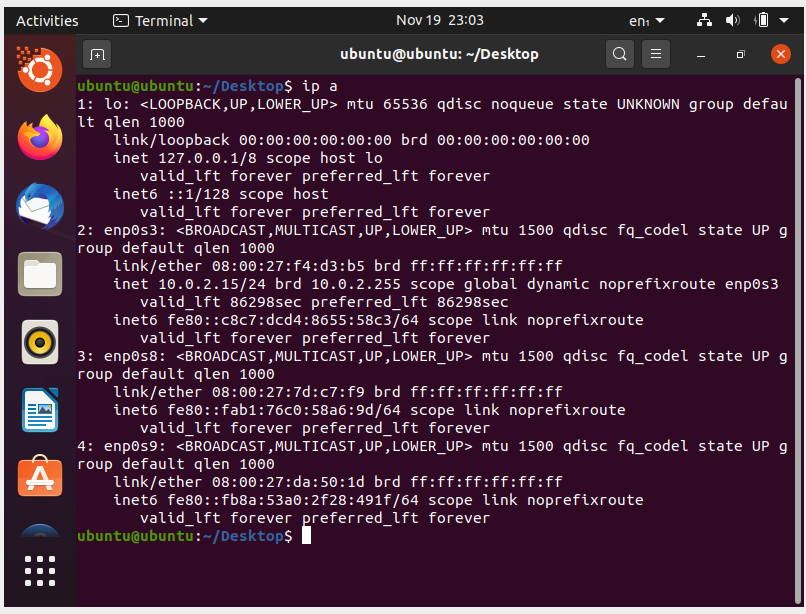 Activities
Terminal
Nov 19 23:03
en₁
ubuntu@ubuntu: ~/Desktop
ubuntu@ubuntu:~/Desktop$ ip a
1: lo: <LOOPBACK,UP,LOWER_UP> mtu 65536 qdisc noqueue state UNKNOWN group defau
lt qlen 1000
    link/loopback 00:00:00:00:00:00 brd 00:00:00:00:00:00
    inet 127.0.0.1/8 scope host lo
       valid_lft forever preferred_lft forever
    inet6 ::1/128 scope host
       valid_lft forever preferred_lft forever
2: enp0s3: <BROADCAST,MULTICAST,UP,LOWER_UP> mtu 1500 qdisc fq_codel state UP g
roup default qlen 1000
    link/ether 08:00:27:f4:d3:b5 brd ff:ff:ff:ff:ff:ff
    inet 10.0.2.15/24 brd 10.0.2.255 scope global dynamic noprefixroute enp0s3
       valid_lft 86298sec preferred_lft 86298sec
    inet6 fe80::c8c7:dcd4:8655:58c3/64 scope link noprefixroute
       valid_lft forever preferred_lft forever
3: enp0s8: <BROADCAST,MULTICAST,UP,LOWER_UP> mtu 1500 qdisc fq_codel state UP g
roup default qlen 1000
    link/ether 08:00:27:7d:c7:f9 brd ff:ff:ff:ff:ff:ff
    inet6 fe80::fab1:76c0:58a6:9d/64 scope link noprefixroute
       valid_lft forever preferred_lft forever
4: enp0s9: <BROADCAST,MULTICAST,UP,LOWER_UP> mtu 1500 qdisc fq_codel state UP g
roup default qlen 1000
    link/ether 08:00:27:da:50:1d brd ff:ff:ff:ff:ff:ff
    inet6 fe80::fb8a:53a0:2f28:491f/64 scope link noprefixroute
       valid_lft forever preferred_lft forever
ubuntu@ubuntu:~/Desktop$